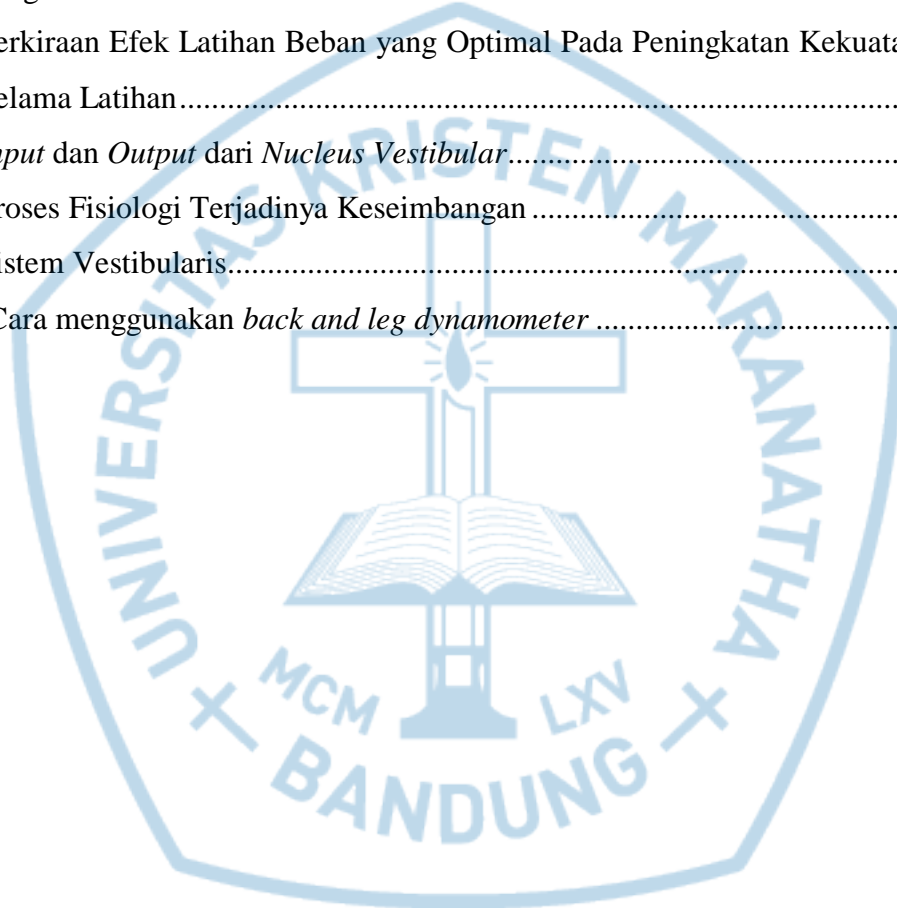 erkiraan Efek Latihan Beban yang Optimal Pada Peningkatan Kekuata
elama Latihan
nput dan Output dari Nucleus Vestibular
roses Fisiologi Terjadinya Keseimbangan
istem Vestibularis
Cara menggunakan back and leg dynamometer
UNIVERSITAS KRISTEN MARANATHA
MCM LXV
BANDUNG